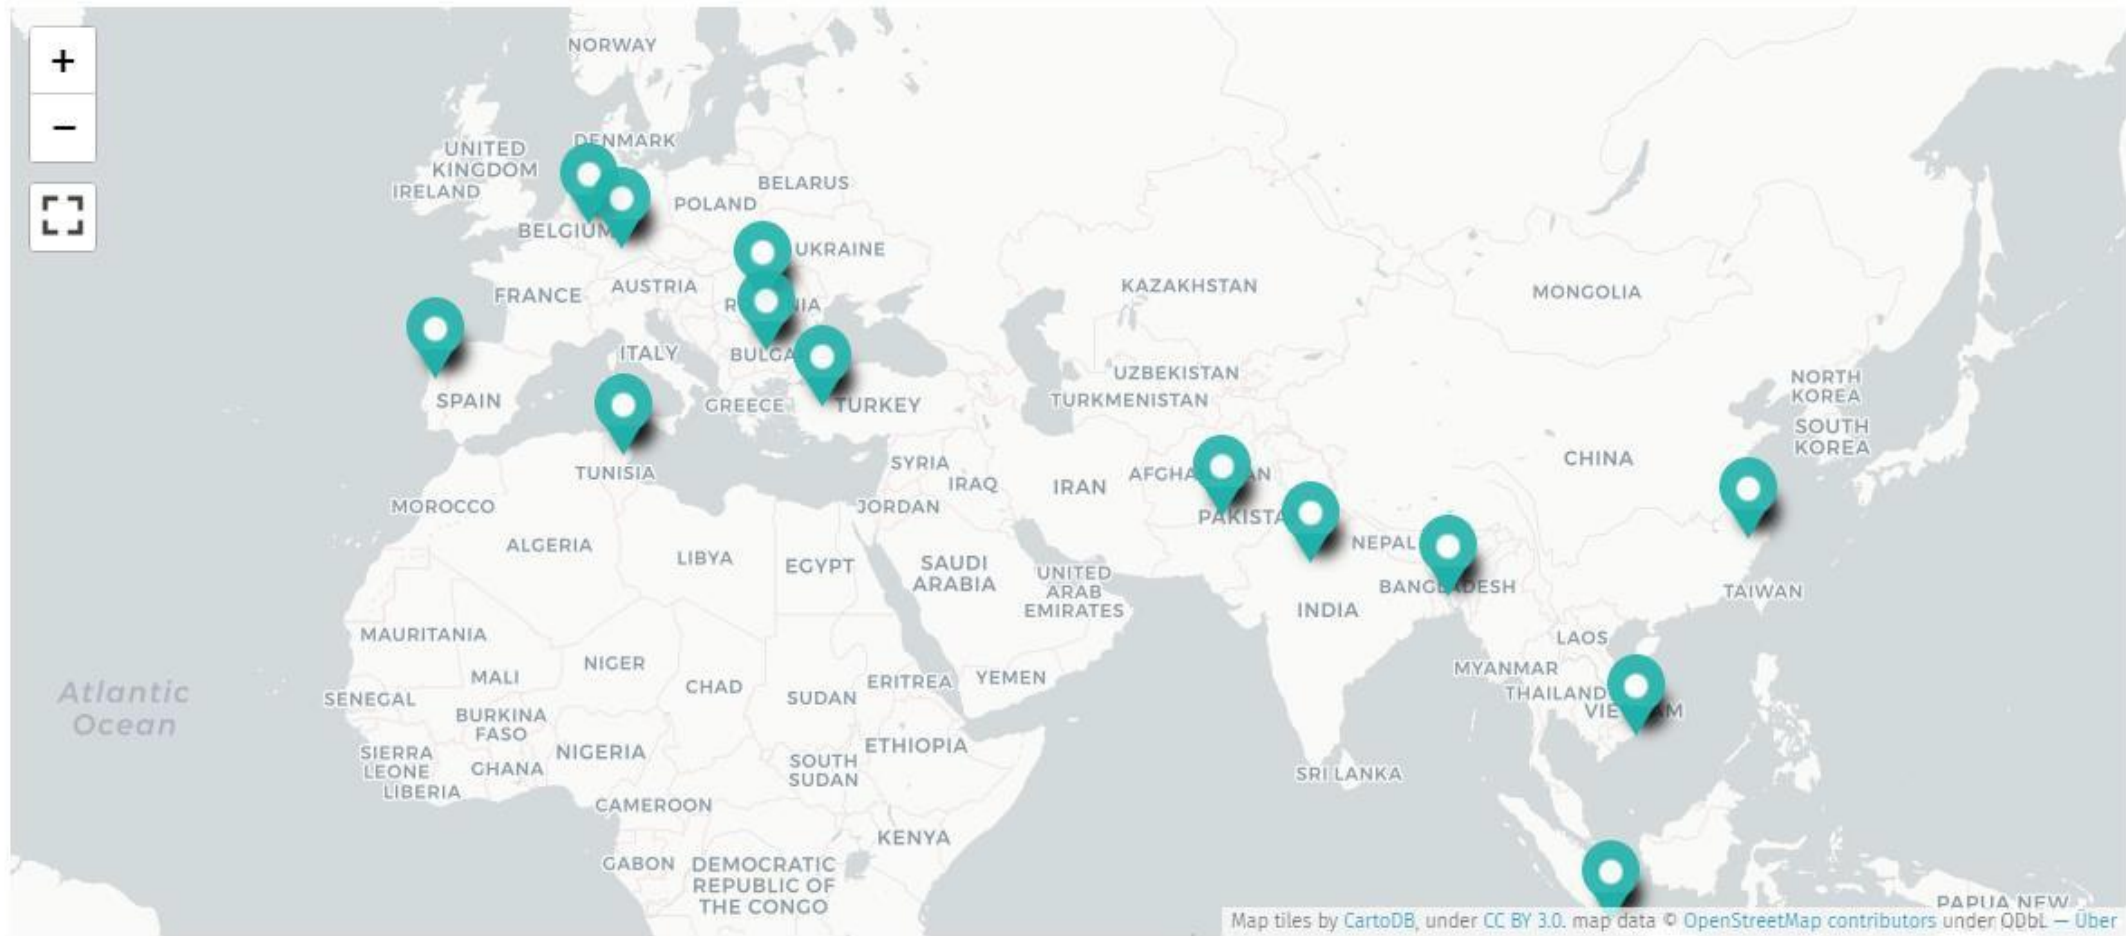 +
−
NORWAY
DENMARK
UNITED
KINGDOM
IRELAND
BELARUS
POLAND
BELGIUM
UKRAINE
AUSTRIA
FRANCE
KAZAKHSTAN
MONGOLIA
ITALY
SPAIN
GREECE
TURKEY
UZBEKISTAN
TURKMENISTAN
NORTH
KOREA
SOUTH
KOREA
CHINA
TUNISIA
SYRIA
IRAQ
IRAN
MOROCCO
JORDAN
ALGERIA
LIBYA
EGYPT
SAUDI
ARABIA
UNITED
ARAB
EMIRATES
NEPAL
BANGLADESH
INDIA
TAIWAN
MAURITANIA
LAOS
MYANMAR
THAILAND
MALI
NIGER
CHAD
SUDAN
ERITREA
YEMEN
SENEGAL
BURKINA
FASO
Atlantic
Ocean
SIERRA
LEONE
GHANA
NIGERIA
LIBERIA
SOUTH
SUDAN
ETHIOPIA
SRI LANKA
CAMEROON
KENYA
GABON
DEMOCRATIC
REPUBLIC OF
THE CONGO
PAPUA NEW
Map tiles by CartoDB, under CC BY 3.0. map data © OpenStreetMap contributors under ODbL — Über